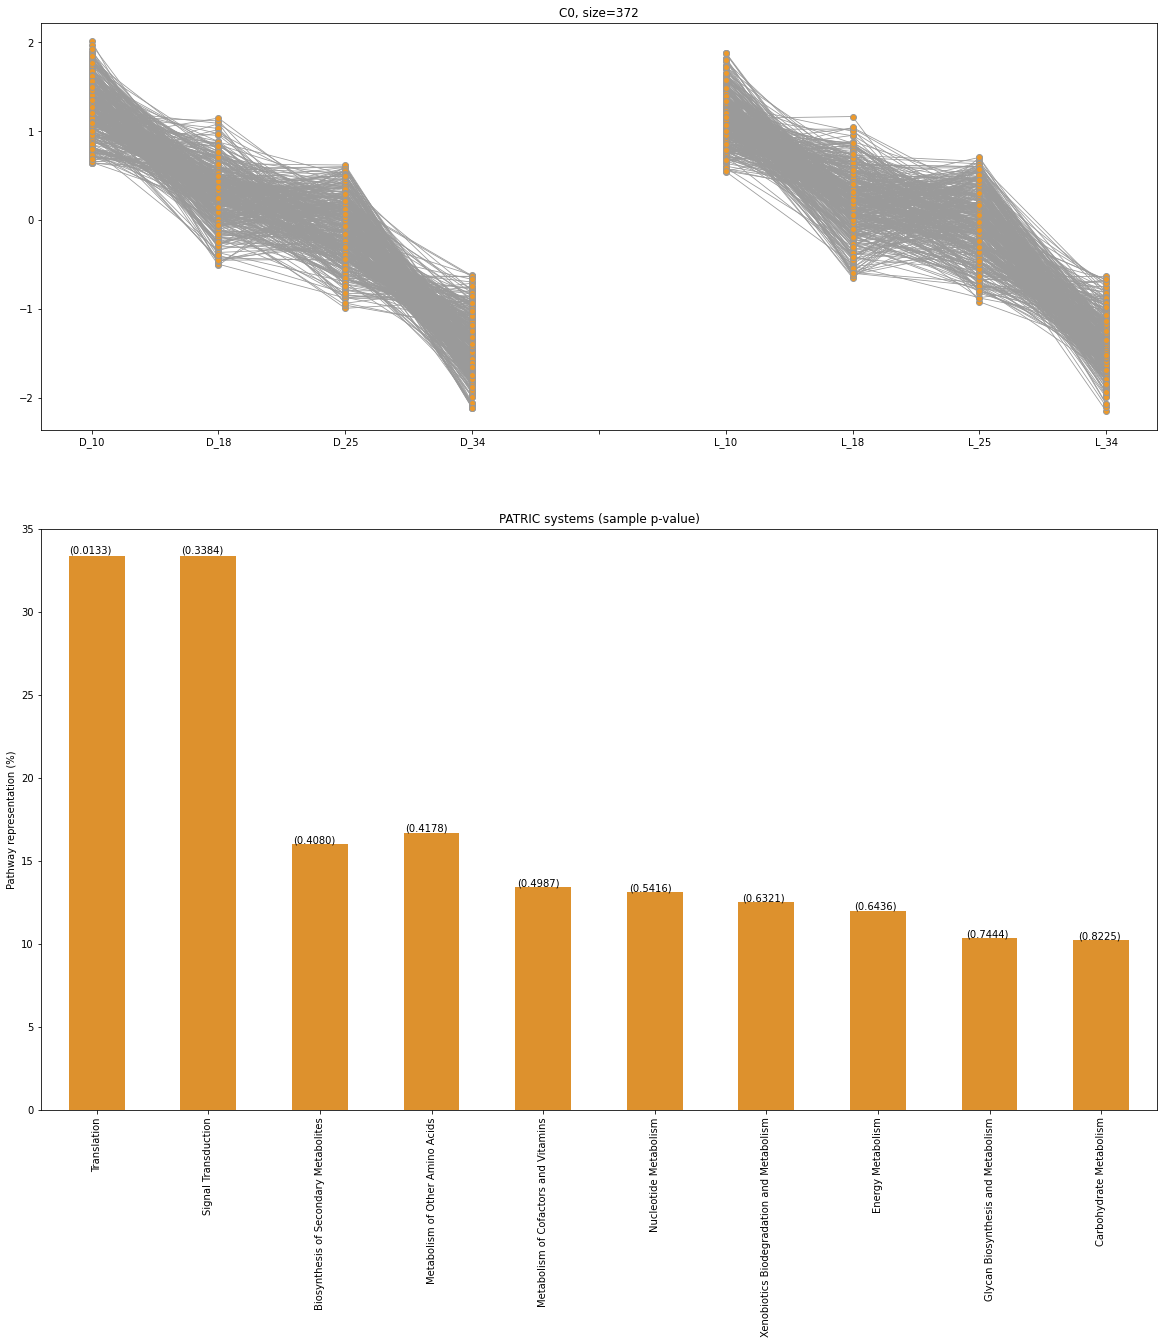 C0, size=372
2
1
0
−1
−2
D_10 D_18 D_25 D_34 L_10 L_18 L_25 L_34
PATRIC systems (sample p-value)
Pathway representation (%)
35
30
25
20
15
10
5
0
(0.0133) (0.3384) (0.4080) (0.4178) (0.4987) (0.5416) (0.6321) (0.6436) (0.7444) (0.8225)
Translation
Signal Transduction
Biosynthesis of Secondary Metabolites
Metabolism of Other Amino Acids
Metabolism of Cofactors and Vitamins
Nucleotide Metabolism
Xenobiotics Biodegradation and Metabolism
Energy Metabolism
Glycan Biosynthesis and Metabolism
Carbohydrate Metabolism